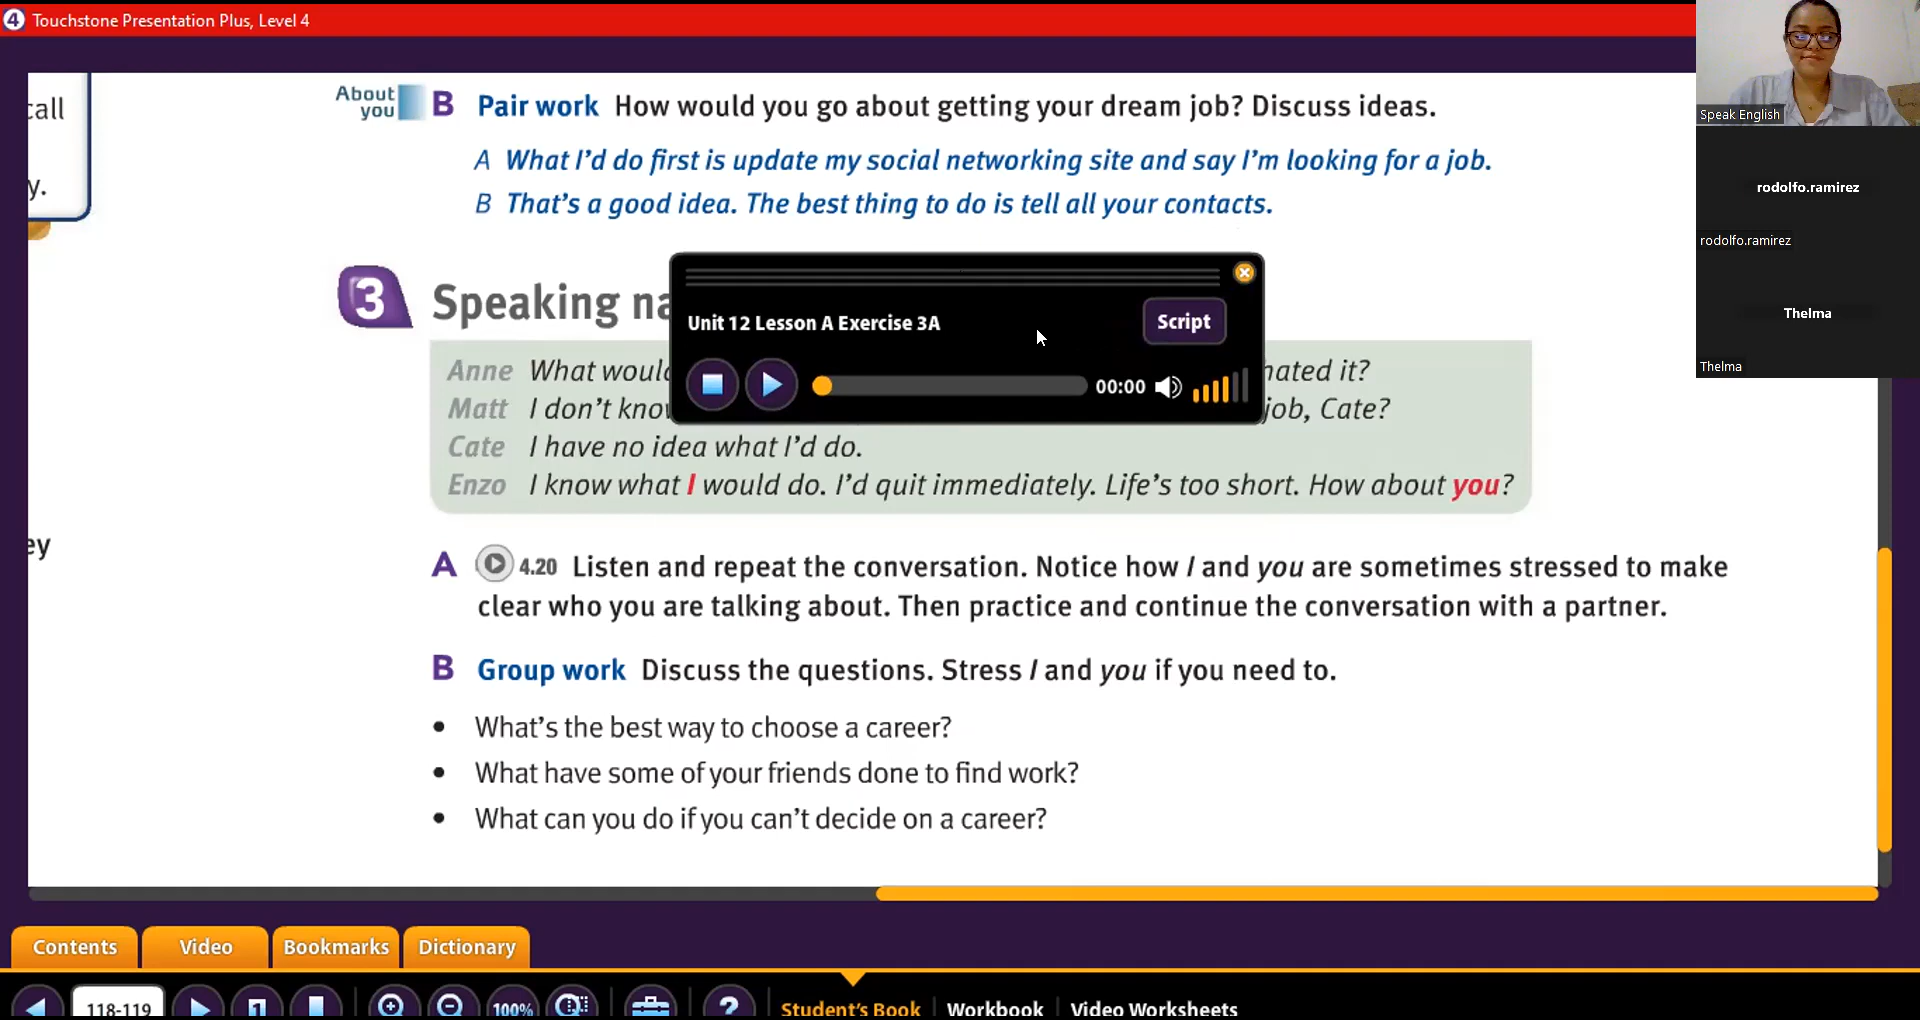 4 Touchstone Presentation Plus, Level 4
call
y.
ey
About you B Pair work How would you go about getting your dream job? Discuss ideas.
A What I'd do first is update my social networking site and say I'm looking for a job.
B That's a good idea. The best thing to do is tell all your contacts.
3 Speaking na
Unit 12 Lesson A Exercise 3A
Script
00:00
Anne What would hated it?
Matt I don't know job, Cate?
Cate I have no idea what I'd do.
Enzo I know what I would do. I'd quit immediately. Life's too short. How about you?
A 4.20 Listen and repeat the conversation. Notice how I and you are sometimes stressed to make
clear who you are talking about. Then practice and continue the conversation with a partner.
B Group work Discuss the questions. Stress I and you if you need to.
• What's the best way to choose a career?
• What have some of your friends done to find work?
• What can you do if you can't decide on a career?
Speak English
rodolfo.ramirez
rodolfo.ramirez
Thelma
Thelma
Contents Video Bookmarks Dictionary
118-119 100% ? Student's Book Workbook Video Worksheets